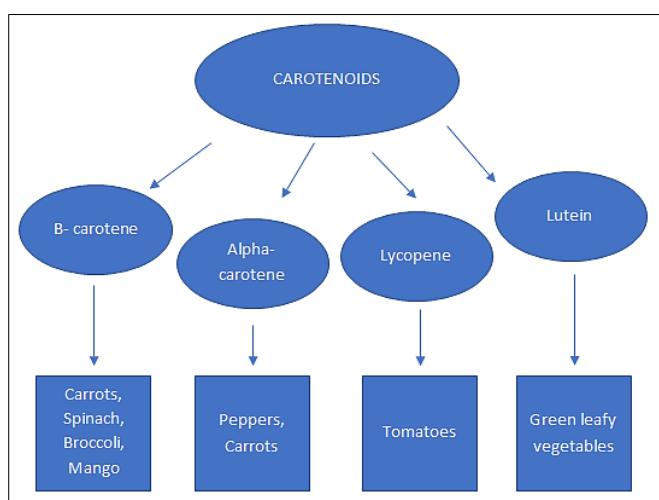 CAROTENOIDS
B- carotene
Alpha-
carotene
Lycopene
Lutein
Carrots,
Spinach,
Broccoli,
Mango
Peppers,
Carrots
Tomatoes
Green leafy
vegetables